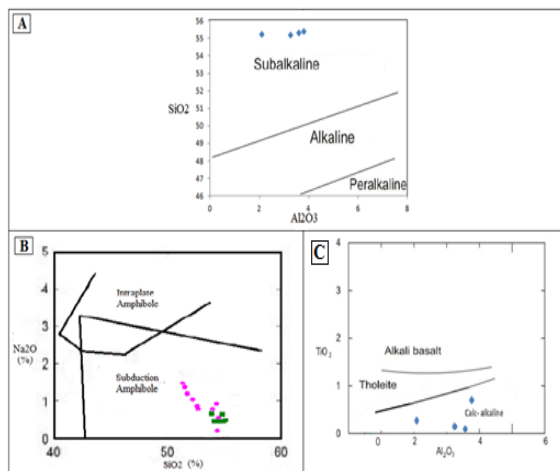 A
56
55
54
53
52
51
50
49
48
47
46
SiO2
Subalkaline
Alkaline
Peralkaline
0 2 4 6 8
Al2O3
B
5
4
3
2
1
0
Na2O
(%)
Intraplate
Amphibole
Subduction
Amphibole
40 50 60
SiO2 (%)
C
4
3
2
1
0
TiO2
Alkali basalt
Tholeite
Calc-alkaline
0 2 4 6
Al2O3